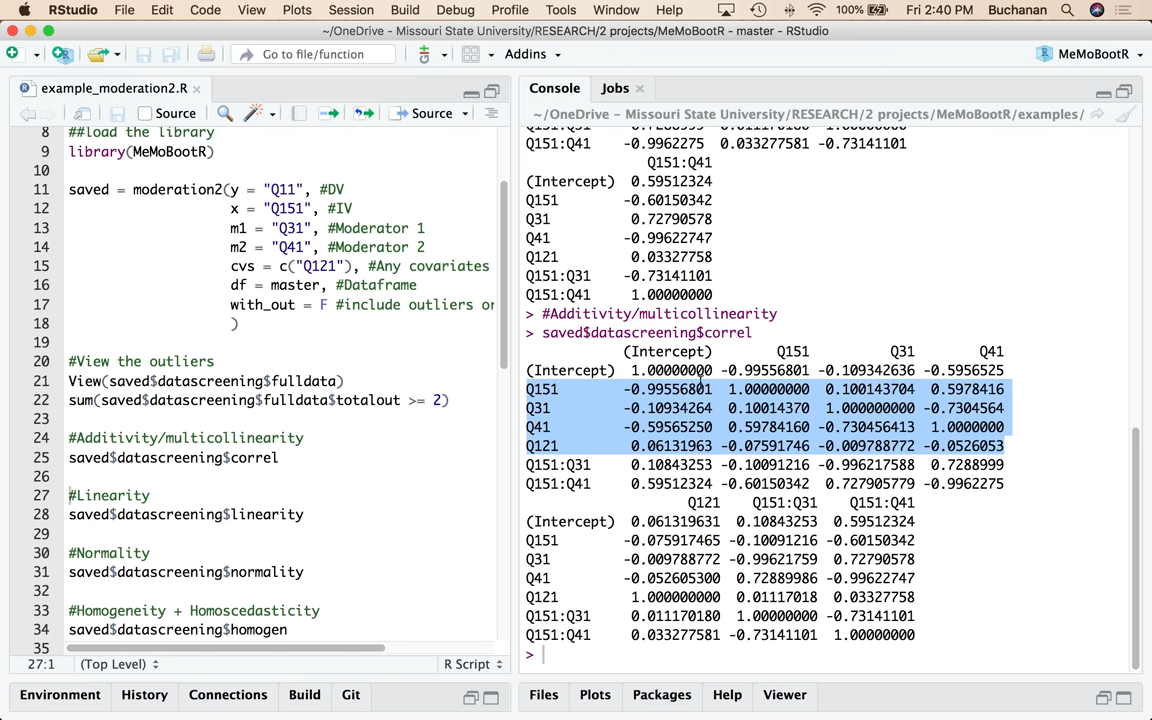 RStudio File Edit Code View Plots Session Build Debug Profile Tools Window Help 100% Fri 2:40 PM Buchanan
~/OneDrive - Missouri State University/RESEARCH/2 projects/MeMoBootR - master - RStudio
Go to file/function Addins MeMoBootR
example_moderation2.R
Source Source
8 ##load the library
9 library(MeMoBootR)
10
11 saved = moderation2(y = "Q11", #DV
12 x = "Q151", #IV
13 m1 = "Q31", #Moderator 1
14 m2 = "Q41", #Moderator 2
15 cvs = c("Q121"), #Any covariates
16 df = master, #Dataframe
17 with_out = F #include outliers or
18 )
19
20 #View the outliers
21 View(saved$datascreening$fulldata)
22 sum(saved$datascreening$fulldata$totalout >= 2)
23
24 #Additivity/multicollinearity
25 saved$datascreening$correl
26
27 #Linearity
28 saved$datascreening$linearity
29
30 #Normality
31 saved$datascreening$normality
32
33 #Homogeneity + Homoscedasticity
34 saved$datascreening$homogen
35
27:1 (Top Level) R Script
Environment History Connections Build Git
Console Jobs
~/OneDrive - Missouri State University/RESEARCH/2 projects/MeMoBootR/examples/
Q151:Q41 -0.9962275 0.033277581 -0.73141101
Q151:Q41
(Intercept) 0.59512324
Q151 -0.60150342
Q31 0.72790578
Q41 -0.99622747
Q121 0.03327758
Q151:Q31 -0.73141101
Q151:Q41 1.00000000
> #Additivity/multicollinearity
> saved$datascreening$correl
(Intercept) Q151 Q31 Q41
(Intercept) 1.00000000 -0.99556801 -0.109342636 -0.5956525
Q151 -0.99556801 1.00000000 0.100143704 0.5978416
Q31 -0.10934264 0.10014370 1.000000000 -0.7304564
Q41 -0.59565250 0.59784160 -0.730456413 1.0000000
Q121 0.06131963 -0.07591746 -0.009788772 -0.0526053
Q151:Q31 0.10843253 -0.10091216 -0.996217588 0.7288999
Q151:Q41 0.59512324 -0.60150342 0.727905779 -0.9962275
Q121 Q151:Q31 Q151:Q41
(Intercept) 0.061319631 0.10843253 0.59512324
Q151 -0.075917465 -0.10091216 -0.60150342
Q31 -0.009788772 -0.99621759 0.72790578
Q41 -0.052605300 0.72889986 -0.99622747
Q121 1.000000000 0.01117018 0.03327758
Q151:Q31 0.011170180 1.00000000 -0.73141101
Q151:Q41 0.033277581 -0.73141101 1.00000000
>
Files Plots Packages Help Viewer